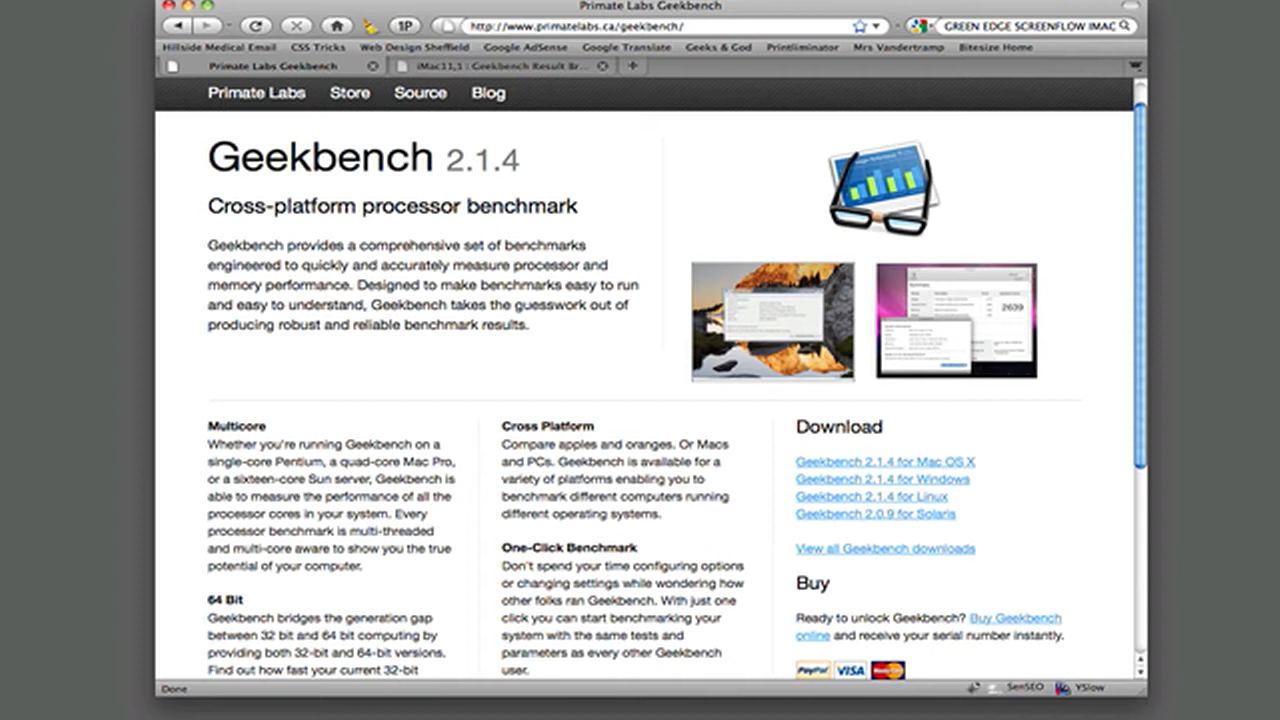 Primate Labs Geekbench
1P
http://www.primatelabs.ca/geekbench/
GREEN EDGE SCREENFLOW IMAC
Hillside Medical Email CSS Tricks Web Design Sheffield Google AdSense Google Translate Geeks & God Printliminator Mrs Vandertramp Bitesize Home
Primate Labs Geekbench
iMac11,1 : Geekbench Result Br...
Primate Labs Store Source Blog
Geekbench 2.1.4
Cross-platform processor benchmark
Geekbench provides a comprehensive set of benchmarks
engineered to quickly and accurately measure processor and
memory performance. Designed to make benchmarks easy to run
and easy to understand, Geekbench takes the guesswork out of
producing robust and reliable benchmark results.
2639
Multicore
Whether you're running Geekbench on a
single-core Pentium, a quad-core Mac Pro,
or a sixteen-core Sun server, Geekbench is
able to measure the performance of all the
processor cores in your system. Every
processor benchmark is multi-threaded
and multi-core aware to show you the true
potential of your computer.
64 Bit
Geekbench bridges the generation gap
between 32 bit and 64 bit computing by
providing both 32-bit and 64-bit versions.
Find out how fast your current 32-bit
Cross Platform
Compare apples and oranges. Or Macs
and PCs. Geekbench is available for a
variety of platforms enabling you to
benchmark different computers running
different operating systems.
One-Click Benchmark
Don't spend your time configuring options
or changing settings while wondering how
other folks ran Geekbench. With just one
click you can start benchmarking your
system with the same tests and
parameters as every other Geekbench
user.
Download
Geekbench 2.1.4 for Mac OS X
Geekbench 2.1.4 for Windows
Geekbench 2.1.4 for Linux
Geekbench 2.0.9 for Solaris
View all Geekbench downloads
Buy
Ready to unlock Geekbench? Buy Geekbench
online and receive your serial number instantly.
PayPal VISA MasterCard
Done
SenSEO YSlow